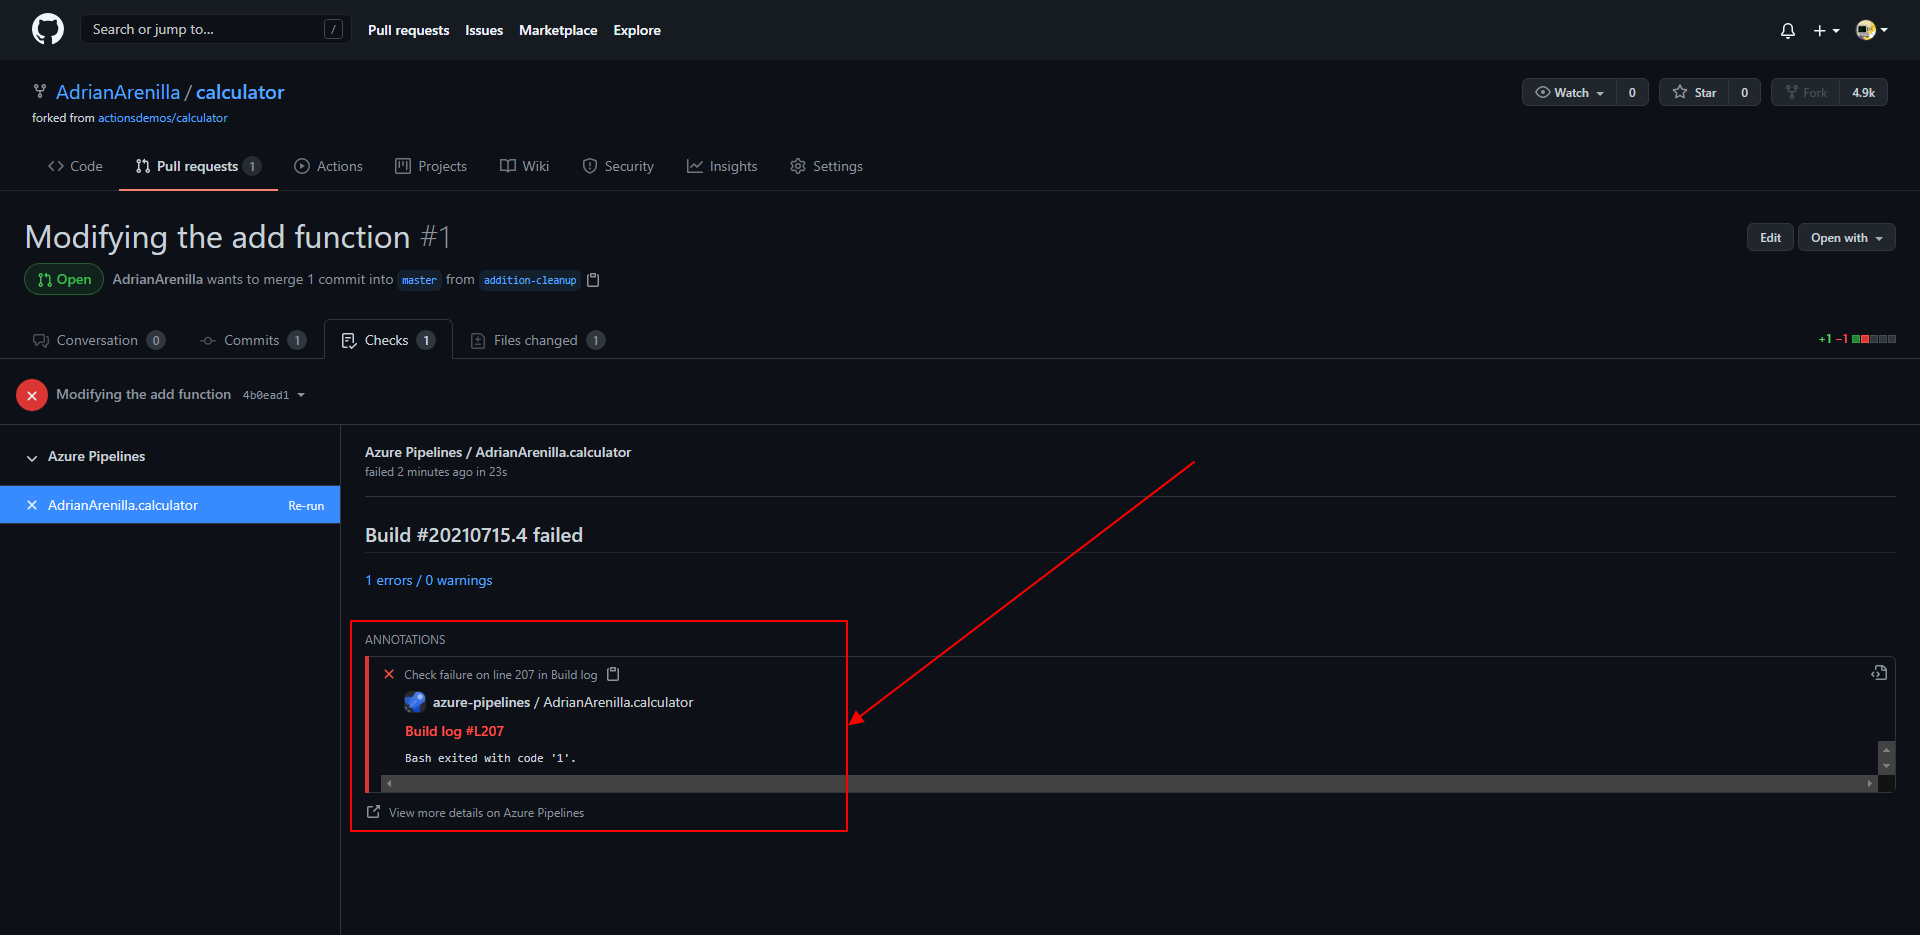 Search or jump to... /
Pull requests Issues Marketplace Explore
AdrianArenilla / calculator
Watch 0 Star 0 Fork 4.9k
forked from actionsdemos/calculator
Code Pull requests 1 Actions Projects Wiki Security Insights Settings
Modifying the add function #1
Edit Open with
Open AdrianArenilla wants to merge 1 commit into master from addition-cleanup
Conversation 0 Commits 1 Checks 1 Files changed 1
+1 −1
Modifying the add function 4b0ead1
Azure Pipelines
AdrianArenilla.calculator Re-run
Azure Pipelines / AdrianArenilla.calculator
failed 2 minutes ago in 23s
Build #20210715.4 failed
1 errors / 0 warnings
ANNOTATIONS
Check failure on line 207 in Build log
azure-pipelines / AdrianArenilla.calculator
Build log #L207
Bash exited with code '1'.
View more details on Azure Pipelines